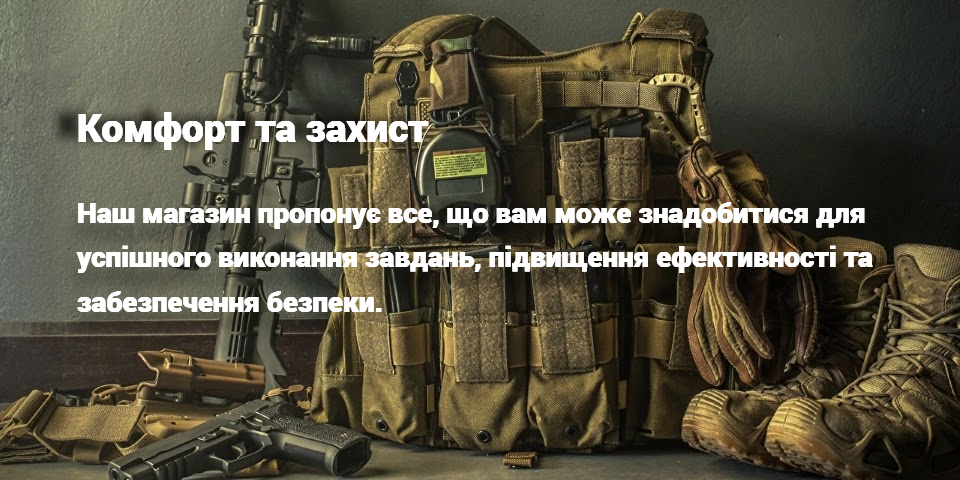 Комфорт та захист
Наш магазин пропонує все, що вам може знадобитися для
успішного виконання завдань, підвищення ефективності та
забезпечення безпеки.